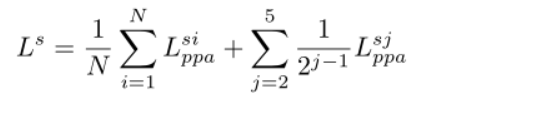 L^s = \frac{1}{N} \sum_{i=1}^{N} L_{ppa}^{si} + \sum_{j=2}^{5} \frac{1}{2^{j-1}} L_{ppa}^{sj}